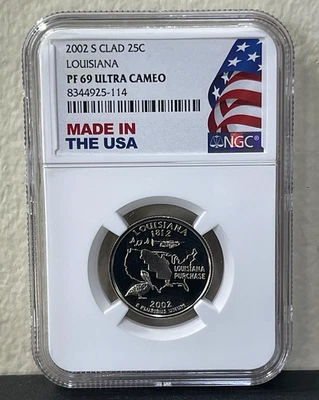 2002 S CLAD 25C
LOUISIANA
PF 69 ULTRA CAMEO
8344925-114
MADE IN
THE USA
NGC
LOUISIANA
1812
LOUISIANA
PURCHASE
2002
E PLURIBUS UNUM